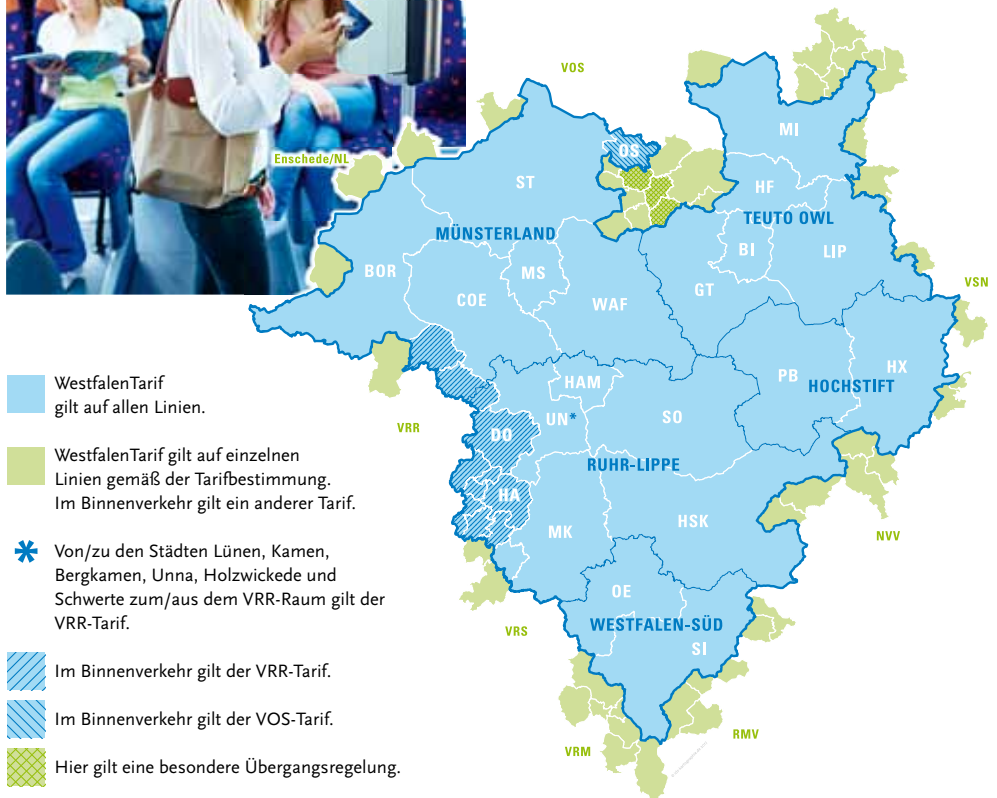 VOS
Enschede/NL
OS
MI
ST
HF
TEUTO OWL
MÜNSTERLAND
BI
LIP
BOR
MS
COE
WAF
GT
VSN
WestfalenTarif
gilt auf allen Linien.
HAM
PB
HOCHSTIFT
HX
UN*
SO
DO
VRR
RUHR-LIPPE
WestfalenTarif gilt auf einzelnen
Linien gemäß der Tarifbestimmung.
Im Binnenverkehr gilt ein anderer Tarif.
HA
MK
HSK
NVV
* Von/zu den Städten Lünen, Kamen,
Bergkamen, Unna, Holzwickede und
Schwerte zum/aus dem VRR-Raum gilt der
VRR-Tarif.
OE
WESTFALEN-SÜD
VRS
SI
Im Binnenverkehr gilt der VRR-Tarif.
Im Binnenverkehr gilt der VOS-Tarif.
RMV
VRM
Hier gilt eine besondere Übergangsregelung.